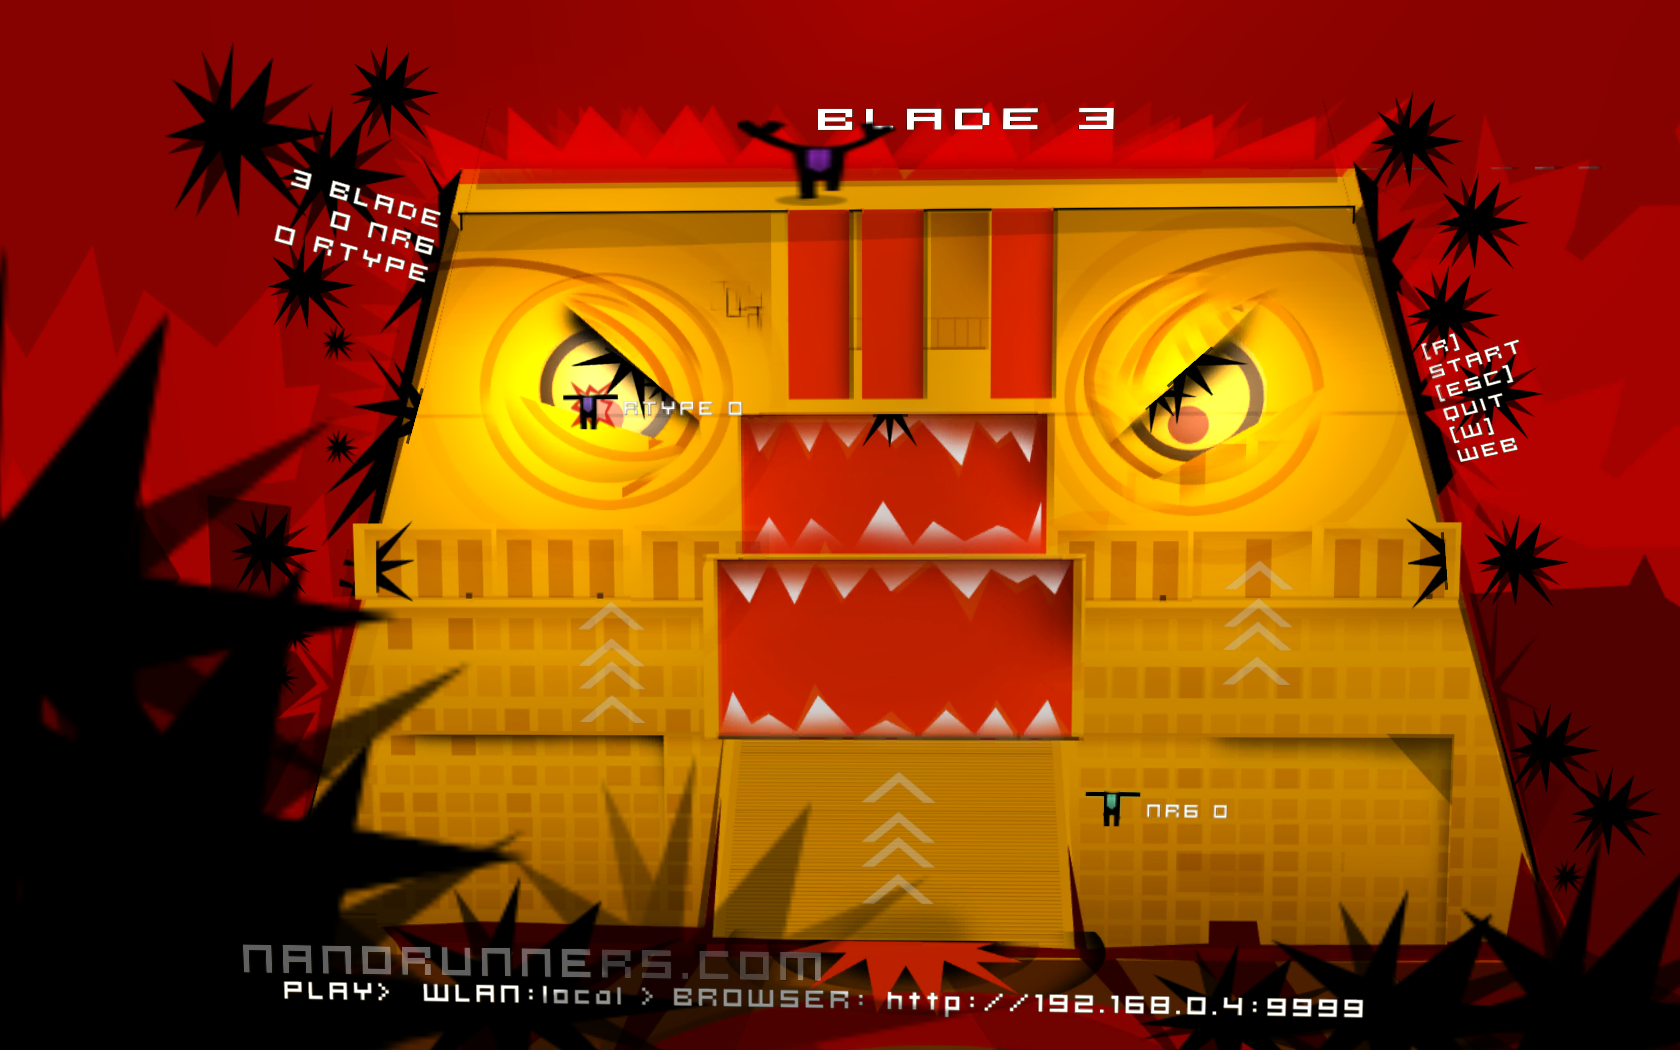 BLADE 3
3 BLADE
0 NR6
0 RTYPE
[R]
START
[ESC]
QUIT
[W]
WEB
RTYPE 0
NR6 0
NANORUNNERS.COM
PLAY> WLAN:local > BROWSER: http://192.168.0.4:9999